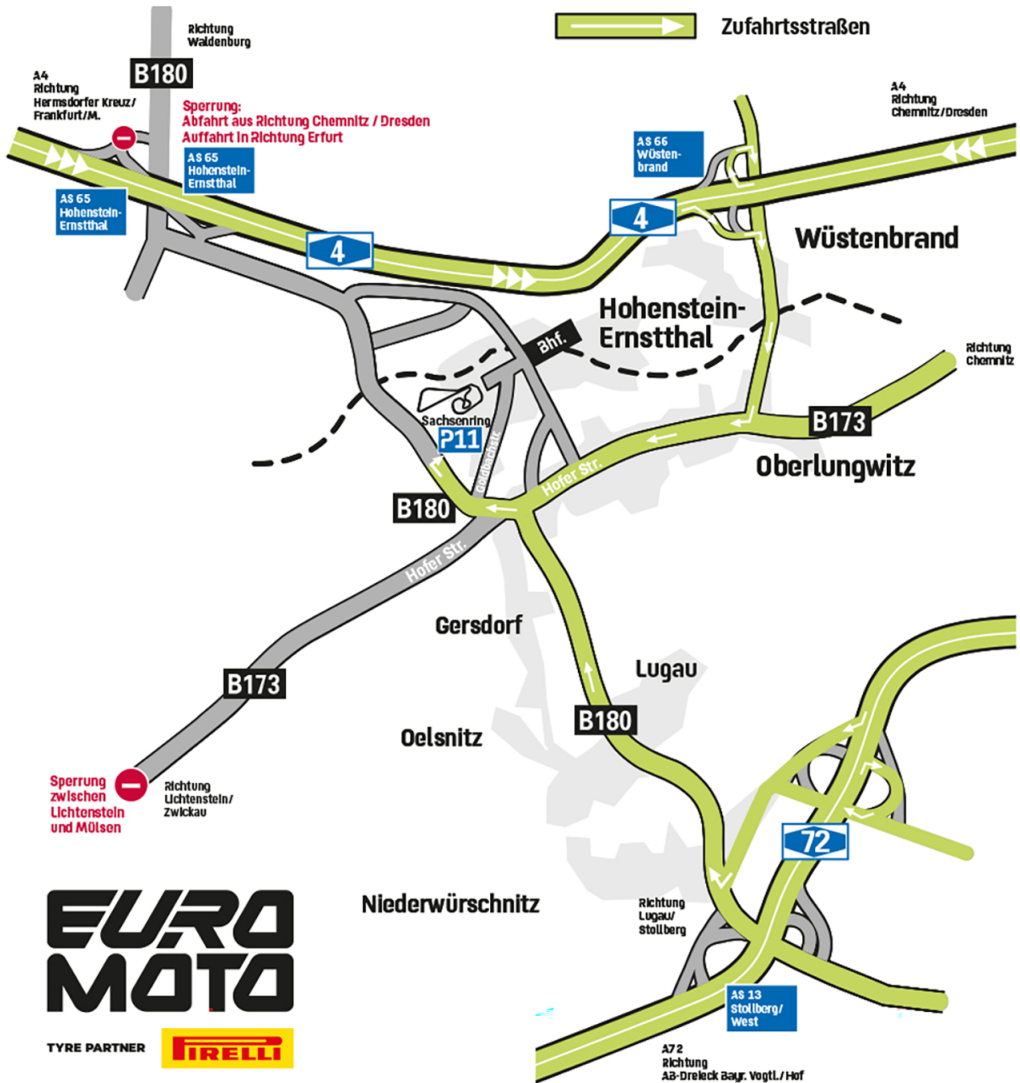 Zufahrtsstraßen
Richtung
Waldenburg
B180
A4
Richtung
Hermsdorfer Kreuz/
Frankfurt/M.
Sperrung:
Abfahrt aus Richtung Chemnitz / Dresden
Auffahrt in Richtung Erfurt
A4
Richtung
Chemnitz/Dresden
AS 65
Hohenstein-
Ernstthal
AS 65
Hohenstein-
Ernstthal
AS 66
Wüsten-
brand
4
4
Wüstenbrand
Hohenstein-
Ernstthal
Bhf.
Richtung
Chemnitz
Sachsenring
P11
Goldbachstr.
B173
Oberlungwitz
Hofer Str.
B180
Hofer Str.
Gersdorf
Lugau
B173
B180
Oelsnitz
Sperrung
zwischen
Lichtenstein
und Mülsen
Richtung
Lichtenstein/
Zwickau
72
Niederwürschnitz
Richtung
Lugau/
Stollberg
EURO
MOTO
AS 13
Stollberg/
West
TYRE PARTNER
PIRELLI
A72
Richtung
AB-Dreieck Bayr. Vogtl./Hof